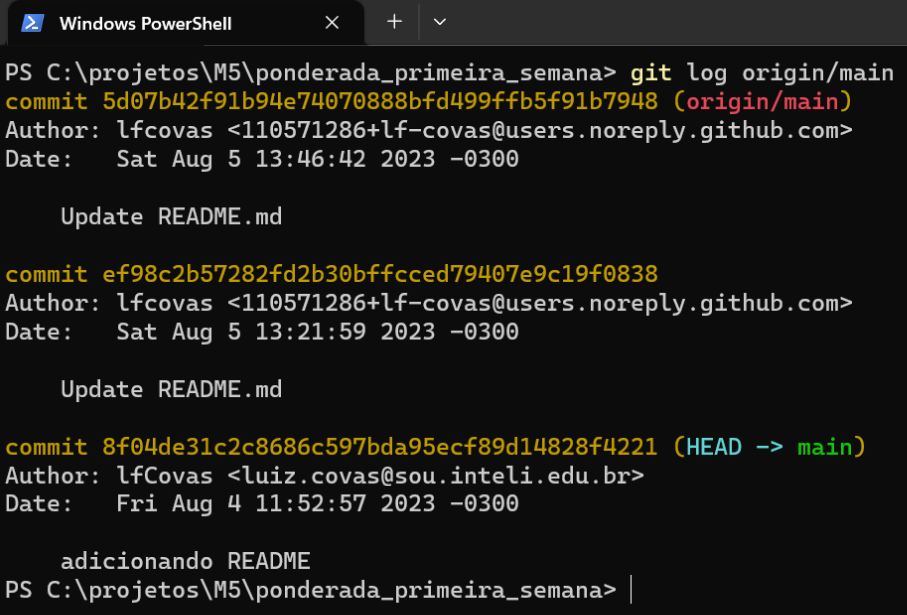 Windows PowerShell
PS C:\projetos\M5\ponderada_primeira_semana> git log origin/main
commit 5d07b42f91b94e74070888bfd499ffb5f91b7948 (origin/main)
Author: lfcovas <110571286+lf-covas@users.noreply.github.com>
Date:   Sat Aug 5 13:46:42 2023 -0300
    Update README.md
commit ef98c2b57282fd2b30bffcced79407e9c19f0838
Author: lfcovas <110571286+lf-covas@users.noreply.github.com>
Date:   Sat Aug 5 13:21:59 2023 -0300
    Update README.md
commit 8f04de31c2c8686c597bda95ecf89d14828f4221 (HEAD -> main)
Author: lfCovas <luiz.covas@sou.inteli.edu.br>
Date:   Fri Aug 4 11:52:57 2023 -0300
    adicionando README
PS C:\projetos\M5\ponderada_primeira_semana>